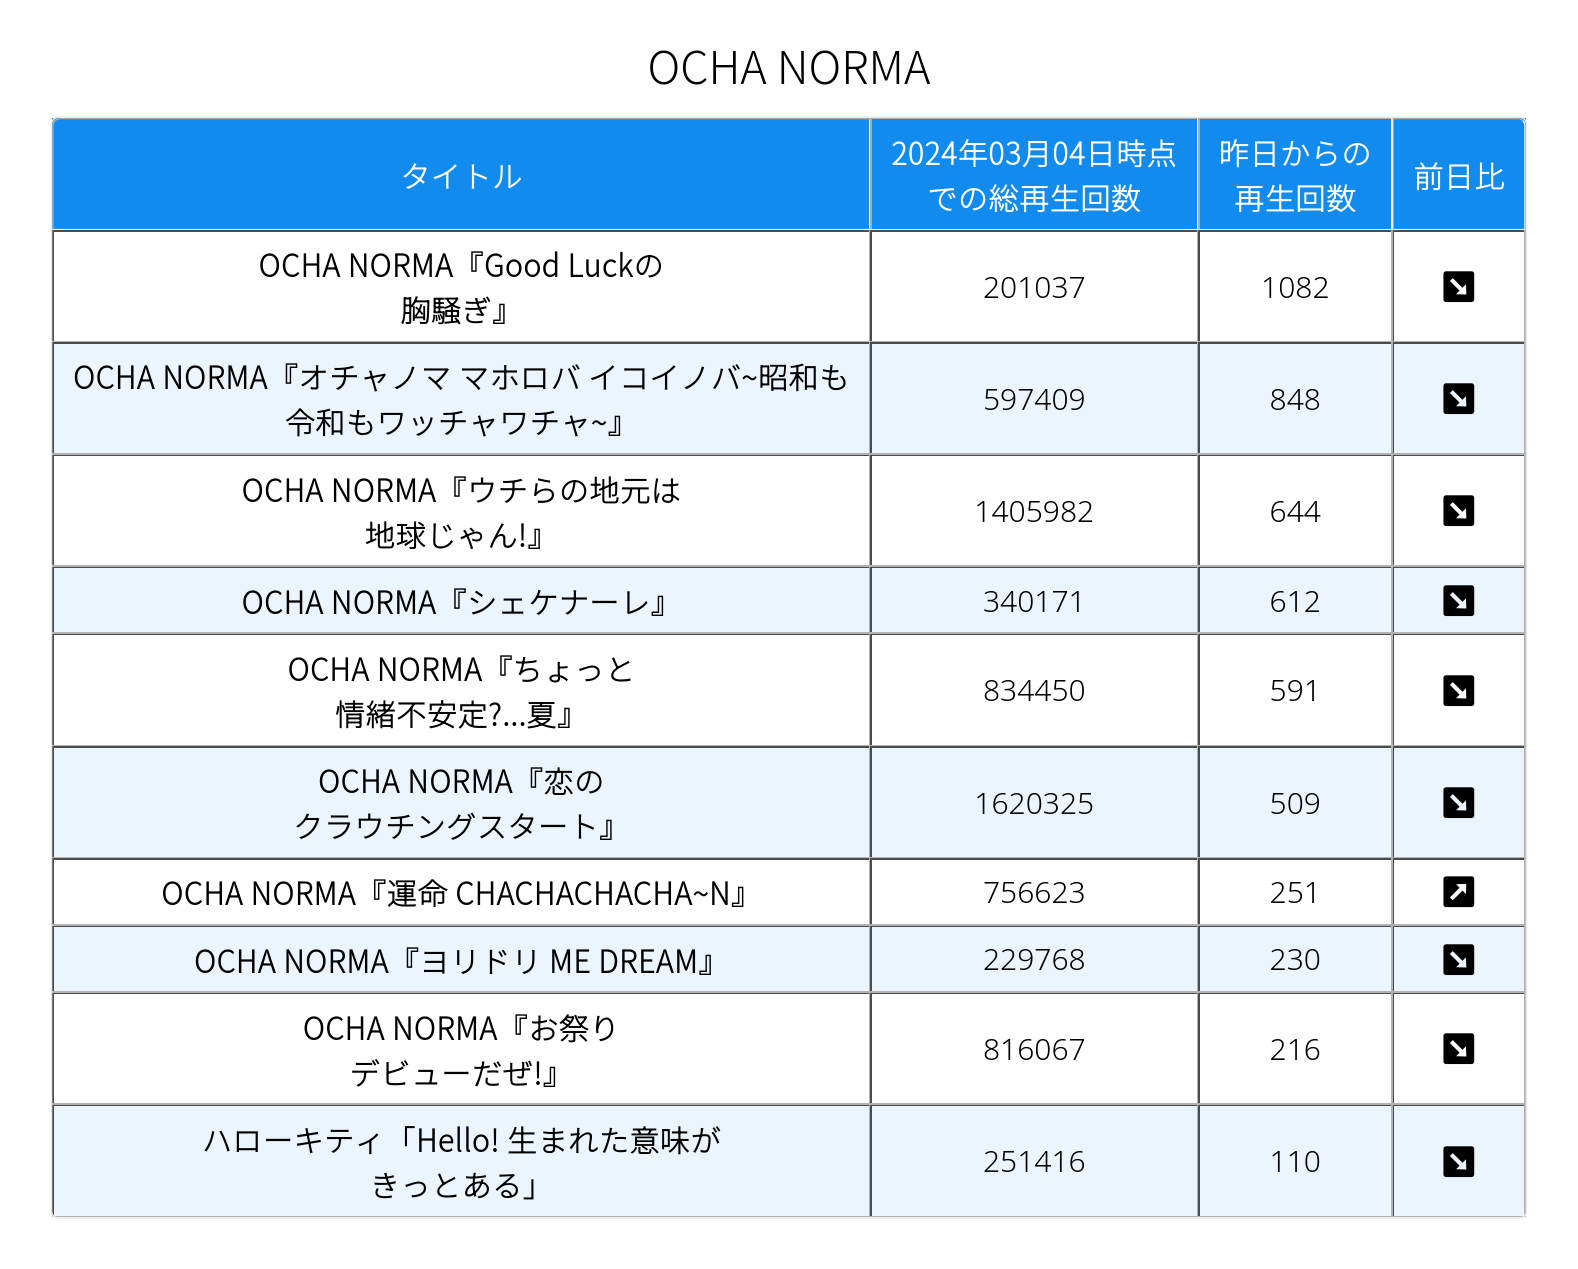 OCHA NORMA
タイトル
2024年03月04日時点
での総再生回数
昨日からの
再生回数
前日比
OCHA NORMA『Good Luckの
胸騒ぎ』
201037
1082
OCHA NORMA『オチャノマ マホロバ イコイノバ~昭和も
令和もワッチャワチャ~』
597409
848
OCHA NORMA『ウチらの地元は
地球じゃん!』
1405982
644
OCHA NORMA『シェケナーレ』
340171
612
OCHA NORMA『ちょっと
情緒不安定?...夏』
834450
591
OCHA NORMA『恋の
クラウチングスタート』
1620325
509
OCHA NORMA『運命 CHACHACHACHA~N』
756623
251
OCHA NORMA『ヨリドリ ME DREAM』
229768
230
OCHA NORMA『お祭り
デビューだぜ!』
816067
216
ハローキティ「Hello! 生まれた意味が
きっとある」
251416
110